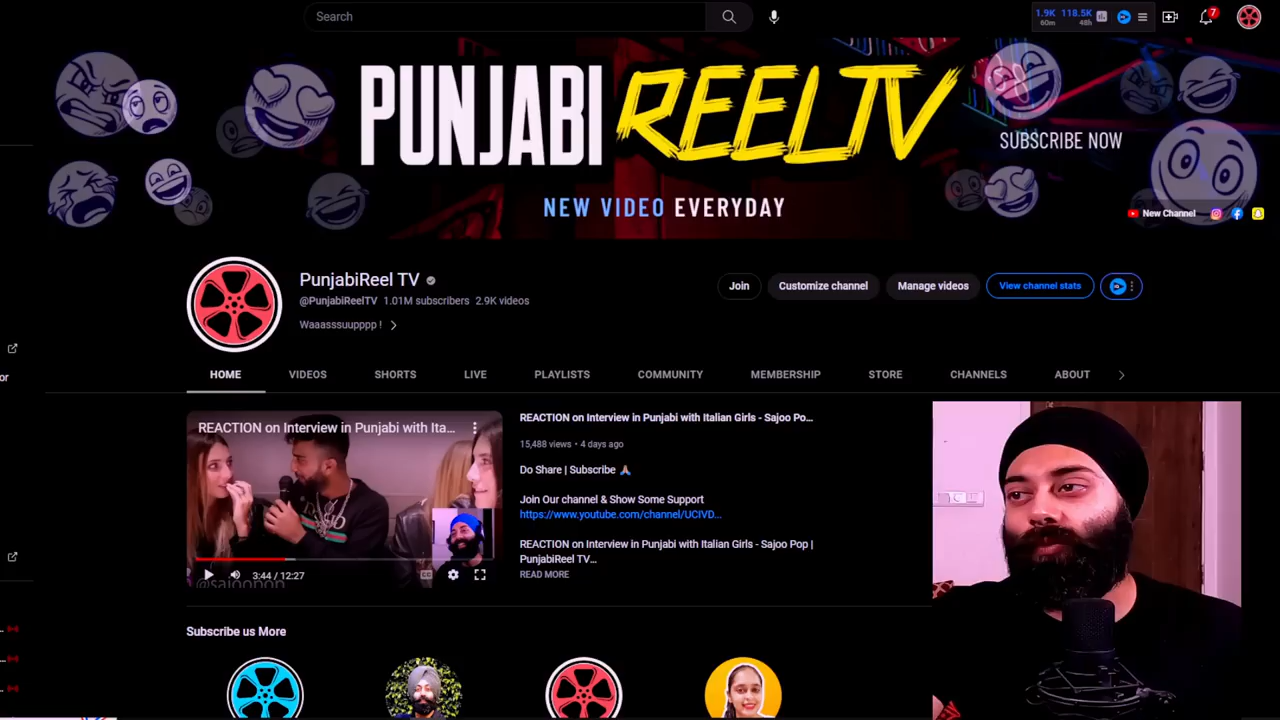 Search
1.9K 118.5K
60m 48h
7
PUNJABI REELTV
SUBSCRIBE NOW
NEW VIDEO EVERYDAY
New Channel
PunjabiReel TV
@PunjabiReelTV 1.01M subscribers 2.9K videos
Waaasssuupppp !
Join
Customize channel
Manage videos
View channel stats
or
HOME
VIDEOS
SHORTS
LIVE
PLAYLISTS
COMMUNITY
MEMBERSHIP
STORE
CHANNELS
ABOUT
REACTION on Interview in Punjabi with Ita...
3:44 / 12:27
CC
@sajoopop
REACTION on Interview in Punjabi with Italian Girls - Sajoo Po...
15,488 views • 4 days ago
Do Share | Subscribe 🙏
Join Our channel & Show Some Support
https://www.youtube.com/channel/UCIVD...
REACTION on Interview in Punjabi with Italian Girls - Sajoo Pop |
PunjabiReel TV...
READ MORE
Subscribe us More